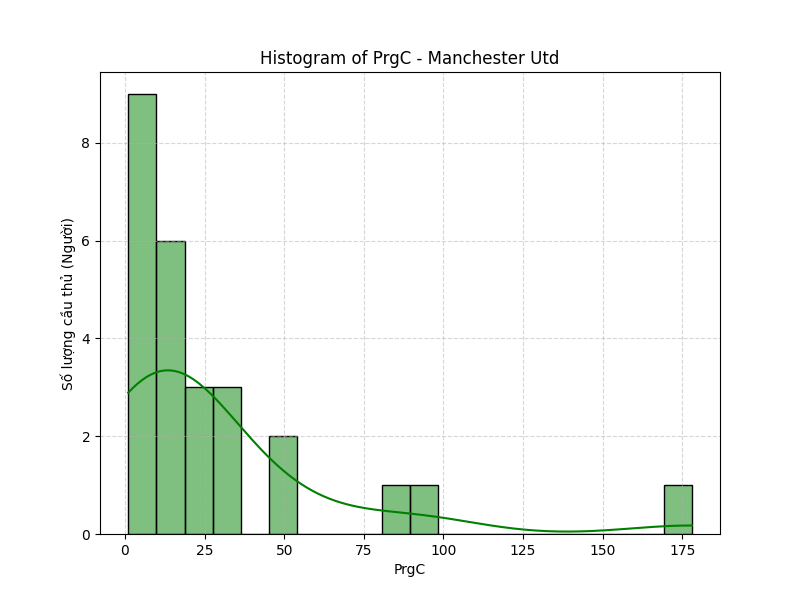 Histogram of PrgC - Manchester Utd
Số lượng cầu thủ (Người)
8
6
4
2
0
0 25 50 75 100 125 150 175
PrgC